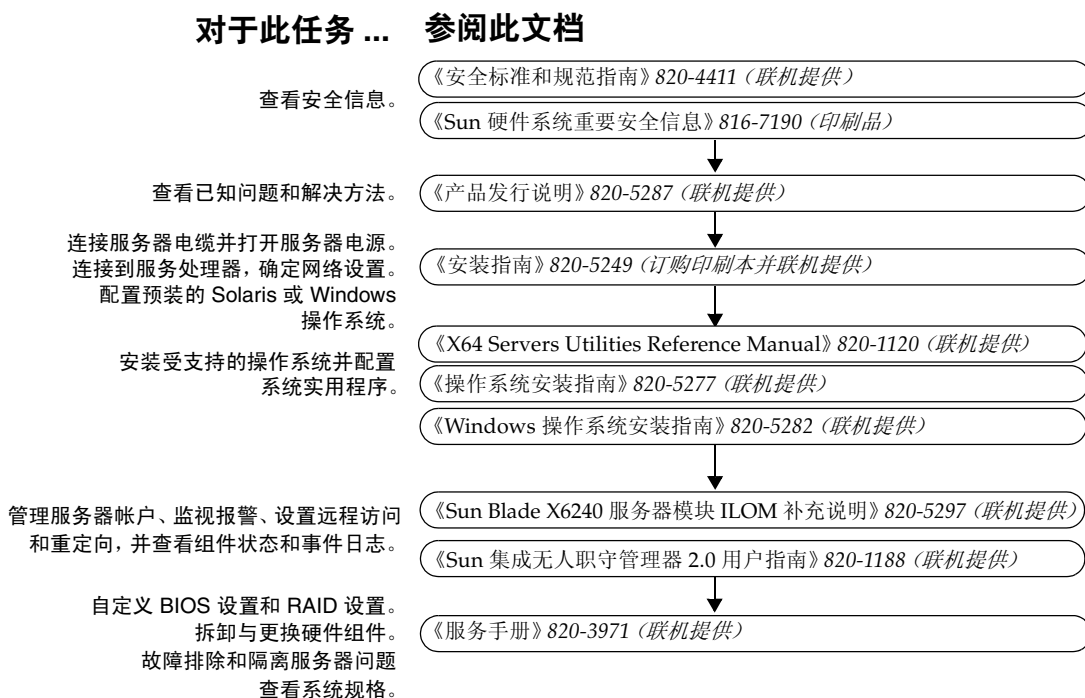 对于此任务 ... 参阅此文档
查看安全信息。
《安全标准和规范指南》820-4411（联机提供）
《Sun 硬件系统重要安全信息》816-7190（印刷品）
查看已知问题和解决方法。
《产品发行说明》820-5287（联机提供）
连接服务器电缆并打开服务器电源。
连接到服务处理器，确定网络设置。
配置预装的 Solaris 或 Windows
操作系统。
《安装指南》820-5249（订购印刷本并联机提供）
安装受支持的操作系统并配置
系统实用程序。
《X64 Servers Utilities Reference Manual》820-1120（联机提供）
《操作系统安装指南》820-5277（联机提供）
《Windows 操作系统安装指南》820-5282（联机提供）
管理服务器帐户、监视报警、设置远程访问
和重定向，并查看组件状态和事件日志。
《Sun Blade X6240 服务器模块 ILOM 补充说明》820-5297（联机提供）
《Sun 集成无人职守管理器 2.0 用户指南》820-1188（联机提供）
自定义 BIOS 设置和 RAID 设置。
拆卸与更换硬件组件。
故障排除和隔离服务器问题
查看系统规格。
《服务手册》820-3971（联机提供）